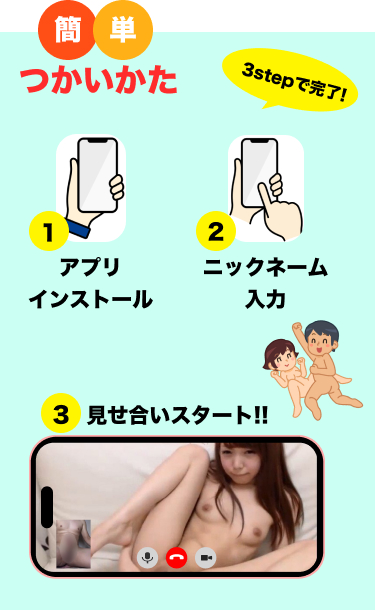 簡単
つかいかた
3stepで完了!
1
アプリ
インストール
2
ニックネーム
入力
3 見せ合いスタート!!